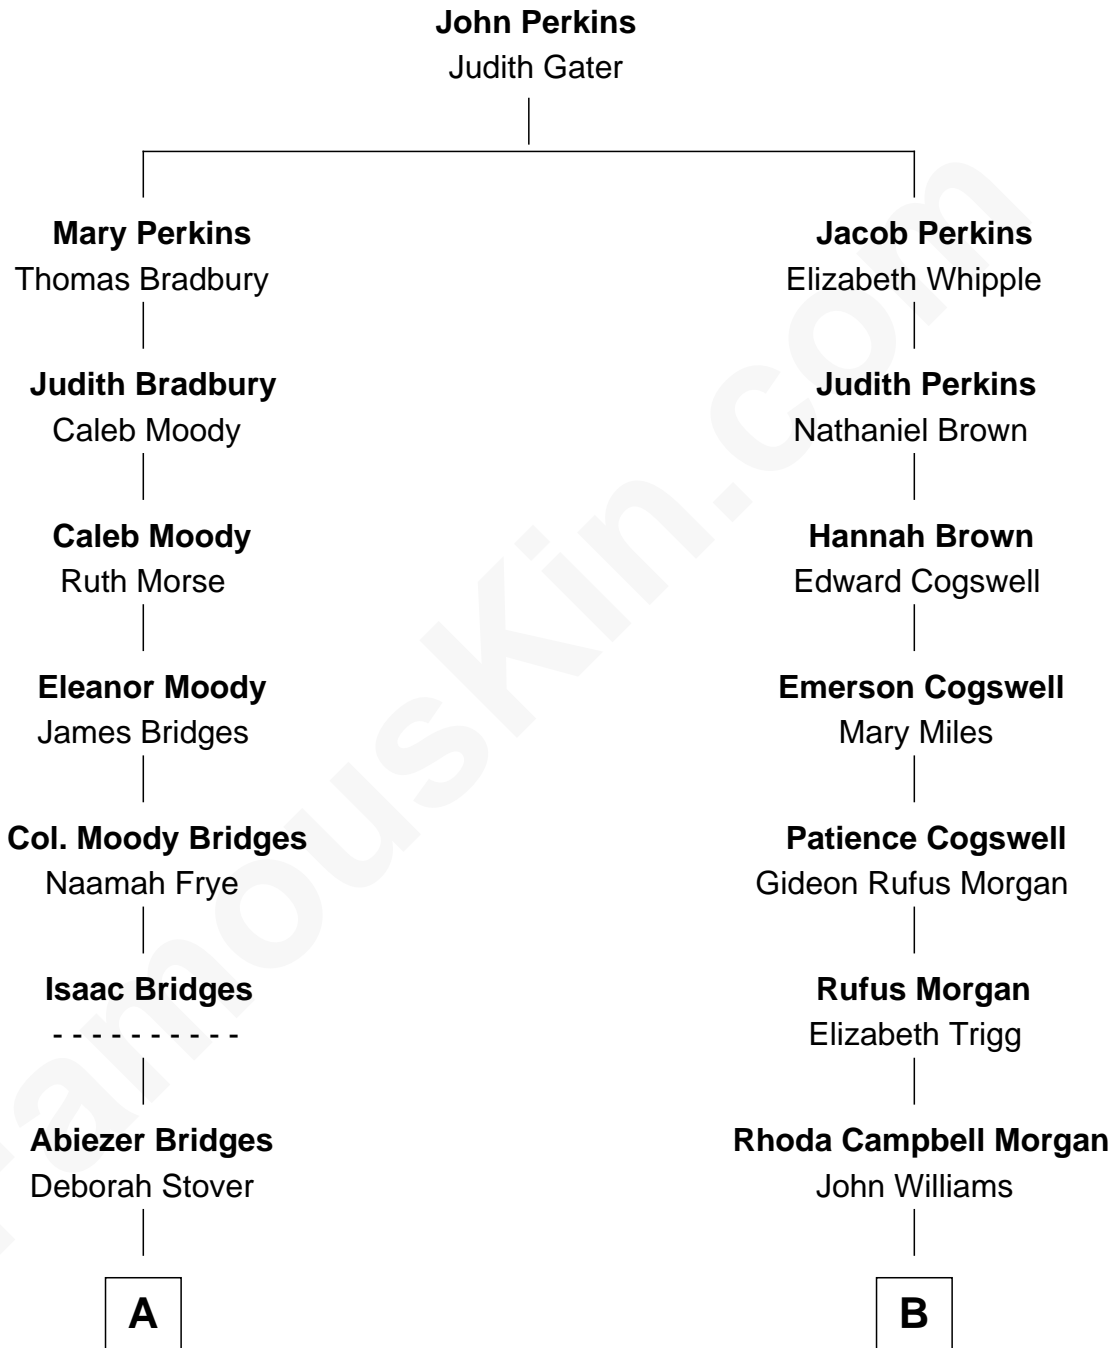 John Perkins
Judith Gater
Mary Perkins
Thomas Bradbury
Jacob Perkins
Elizabeth Whipple
Judith Bradbury
Caleb Moody
Judith Perkins
Nathaniel Brown
Caleb Moody
Ruth Morse
Hannah Brown
Edward Cogswell
Eleanor Moody
James Bridges
Emerson Cogswell
Mary Miles
Col. Moody Bridges
Naamah Frye
Patience Cogswell
Gideon Rufus Morgan
Isaac Bridges
- - - - - - - - - -
Rufus Morgan
Elizabeth Trigg
Abiezer Bridges
Deborah Stover
Rhoda Campbell Morgan
John Williams
A
B
FamousKin.com